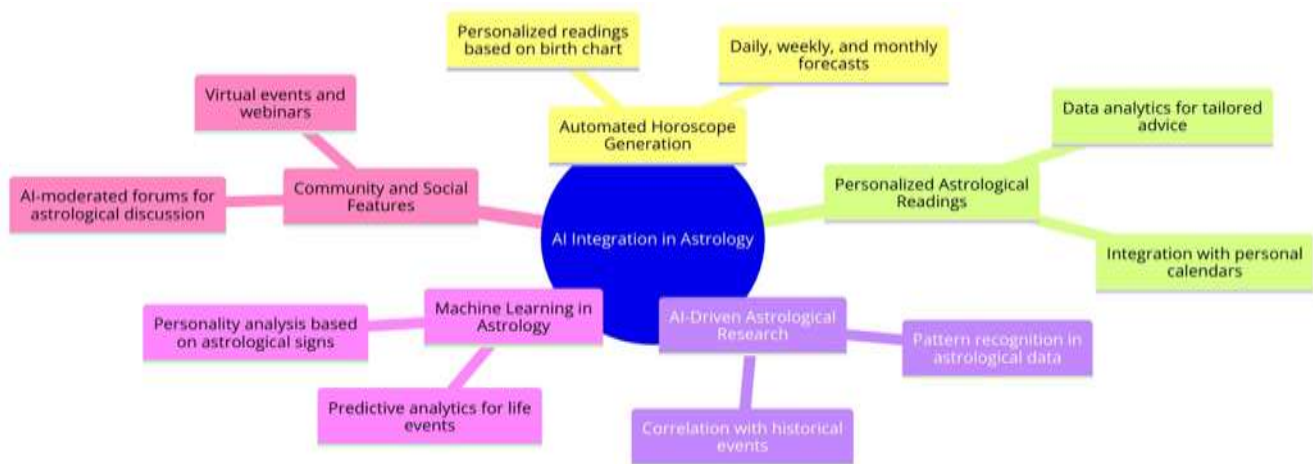 Personalized readings
based on birth chart
Daily, weekly, and monthly
forecasts
Automated Horoscope
Generation
Virtual events and
webinars
AI-moderated forums for
astrological discussion
Community and Social
Features
AI Integration in Astrology
Data analytics for tailored
advice
Personalized Astrological
Readings
Integration with personal
calendars
Machine Learning in
Astrology
Personality analysis based
on astrological signs
Predictive analytics for life
events
AI-Driven Astrological
Research
Pattern recognition in
astrological data
Correlation with historical
events